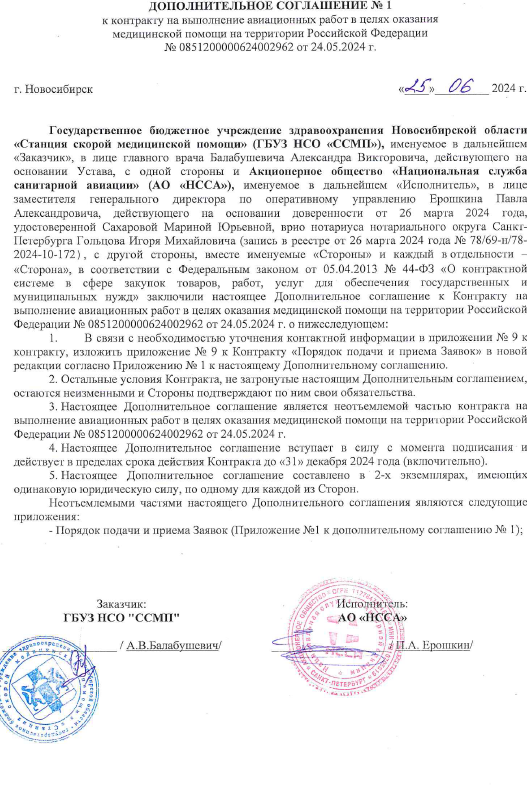 ДОПОЛНИТЕЛЬНОЕ СОГЛАШЕНИЕ № 1
к контракту на выполнение авиационных работ в целях оказания
медицинской помощи на территории Российской Федерации
№ 0851200000624002962 от 24.05.2024 г.
г. Новосибирск «25» 06 2024 г.
Государственное бюджетное учреждение здравоохранения Новосибирской области
«Станция скорой медицинской помощи» (ГБУЗ НСО «ССМП»), именуемое в дальнейшем
«Заказчик», в лице главного врача Балабушевича Александра Викторовича, действующего на
основании Устава, с одной стороны и Акционерное общество «Национальная служба
санитарной авиации» (АО «НССА»), именуемое в дальнейшем «Исполнитель», в лице
заместителя генерального директора по оперативному управлению Ерошкина Павла
Александровича, действующего на основании доверенности от 26 марта 2024 года,
удостоверенной Сахаровой Мариной Юрьевной, врио нотариуса нотариального округа Санкт-
Петербурга Гольцова Игоря Михайловича (запись в реестре от 26 марта 2024 года № 78/69-н/78-
2024-10-172), с другой стороны, вместе именуемые «Стороны» и каждый в отдельности –
«Сторона», в соответствии с Федеральным законом от 05.04.2013 № 44-ФЗ «О контрактной
системе в сфере закупок товаров, работ, услуг для обеспечения государственных и
муниципальных нужд» заключили настоящее Дополнительное соглашение к Контракту на
выполнение авиационных работ в целях оказания медицинской помощи на территории Российской
Федерации № 0851200000624002962 от 24.05.2024 г. о нижеследующем:
1. В связи с необходимостью уточнения контактной информации в приложении № 9 к
контракту, изложить приложение № 9 к Контракту «Порядок подачи и приема Заявок» в новой
редакции согласно Приложению № 1 к настоящему Дополнительному соглашению.
2. Остальные условия Контракта, не затронутые настоящим Дополнительным соглашением,
остаются неизменными и Стороны подтверждают по ним свои обязательства.
3. Настоящее Дополнительное соглашение является неотъемлемой частью контракта на
выполнение авиационных работ в целях оказания медицинской помощи на территории Российской
Федерации № 0851200000624002962 от 24.05.2024 г.
4. Настоящее Дополнительное соглашение вступает в силу с момента подписания и
действует в пределах срока действия Контракта до «31» декабря 2024 года (включительно).
5. Настоящее Дополнительное соглашение составлено в 2-х экземплярах, имеющих
одинаковую юридическую силу, по одному для каждой из Сторон.
Неотъемлемыми частями настоящего Дополнительного соглашения являются следующие
приложения:
- Порядок подачи и приема Заявок (Приложение №1 к дополнительному соглашению № 1);
Заказчик: Исполнитель:
ГБУЗ НСО "ССМП" АО «НССА»
/ А.В.Балабушевич/ / П.А. Ерошкин/
САНКТ-ПЕТЕРБУРГ